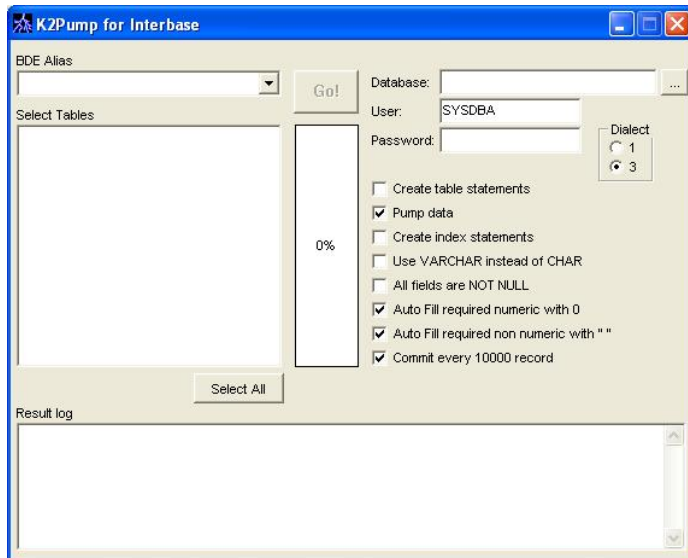 K2Pump for Interbase
BDE Alias
Go!
Select Tables
0%
Select All
Database:
...
User: SYSDBA
Password:
Dialect
1
3
Create table statements
Pump data
Create index statements
Use VARCHAR instead of CHAR
All fields are NOT NULL
Auto Fill required numeric with 0
Auto Fill required non numeric with " "
Commit every 10000 record
Result log